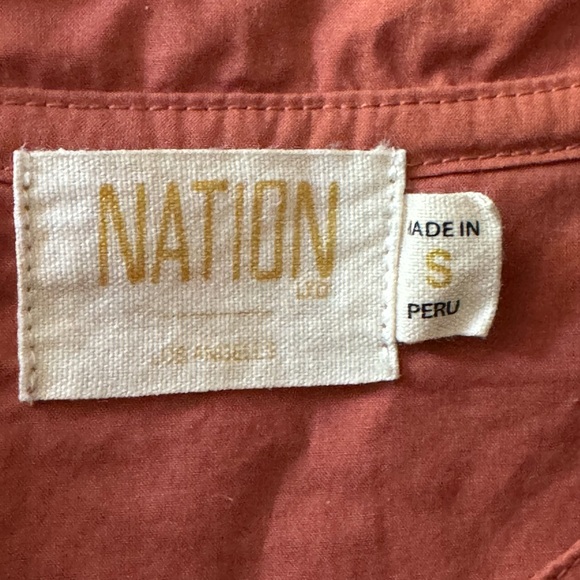 NATION
LTD
LOS ANGELES
MADE IN
S
PERU